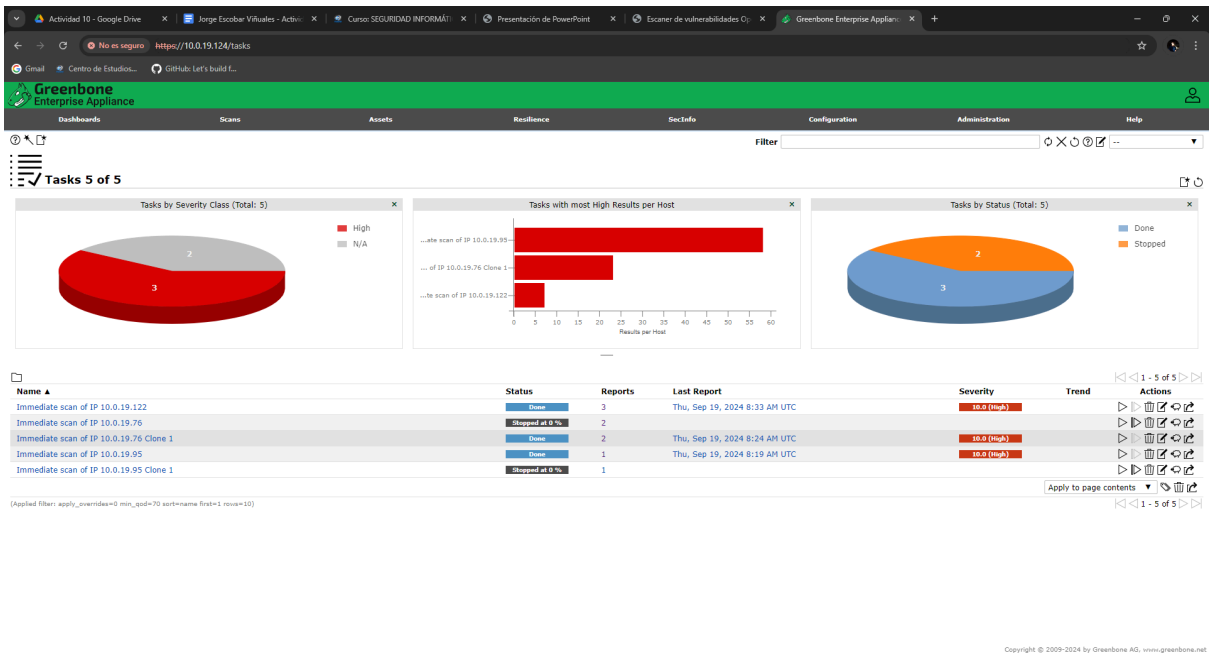 Actividad 10 - Google Drive
Jorge Escobar Viñuales - Activic
Curso: SEGURIDAD INFORMÁTI
Presentación de PowerPoint
Escaner de vulnerabilidades Op
Greenbone Enterprise Applianc
No es seguro https://10.0.19.124/tasks
Gmail Centro de Estudios... GitHub: Let's build f...
Greenbone
Enterprise Appliance
Dashboards Scans Assets Resilience SecInfo Configuration Administration Help
Filter --
Tasks 5 of 5
Tasks by Severity Class (Total: 5)
High
N/A
2
3
Tasks with most High Results per Host
...ate scan of IP 10.0.19.95
... of IP 10.0.19.76 Clone 1
...te scan of IP 10.0.19.122
0 5 10 15 20 25 30 35 40 45 50 55 60
Results per Host
Tasks by Status (Total: 5)
Done
Stopped
2
3
1 - 5 of 5
Name ▲ Status Reports Last Report Severity Trend Actions
Immediate scan of IP 10.0.19.122 Done 3 Thu, Sep 19, 2024 8:33 AM UTC 10.0 (High)
Immediate scan of IP 10.0.19.76 Stopped at 0 % 2
Immediate scan of IP 10.0.19.76 Clone 1 Done 2 Thu, Sep 19, 2024 8:24 AM UTC 10.0 (High)
Immediate scan of IP 10.0.19.95 Done 1 Thu, Sep 19, 2024 8:19 AM UTC 10.0 (High)
Immediate scan of IP 10.0.19.95 Clone 1 Stopped at 0 % 1
Apply to page contents ▼
(Applied filter: apply_overrides=0 min_qod=70 sort=name first=1 rows=10) 1 - 5 of 5
Copyright © 2009-2024 by Greenbone AG, www.greenbone.net